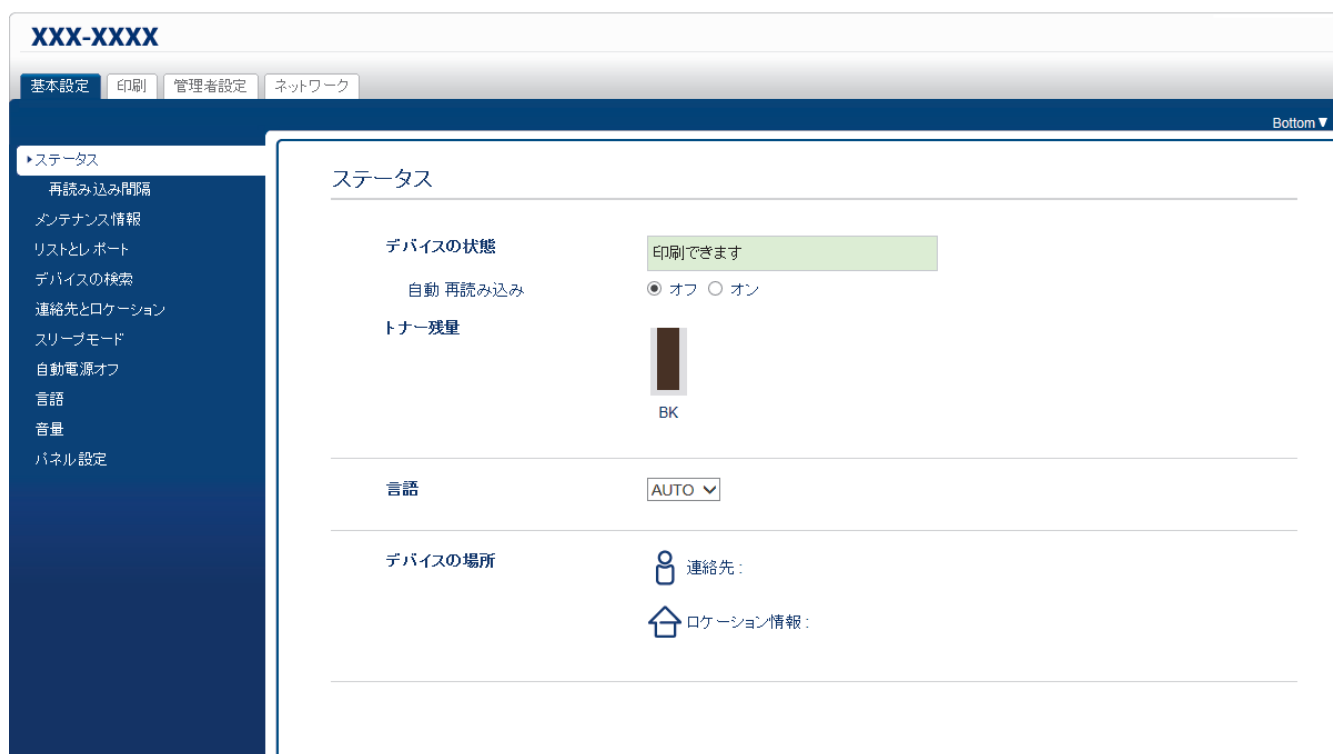 XXX-XXXX
基本設定 印刷 管理者設定 ネットワーク
Bottom▼
ステータス
再読み込み間隔
メンテナンス情報
リストとレポート
デバイスの検索
連絡先とロケーション
スリープモード
自動電源オフ
言語
音量
パネル設定
ステータス
デバイスの状態 印刷できます
自動 再読み込み オフ オン
トナー残量
BK
言語 AUTO
デバイスの場所 連絡先 :
ロケーション情報 :